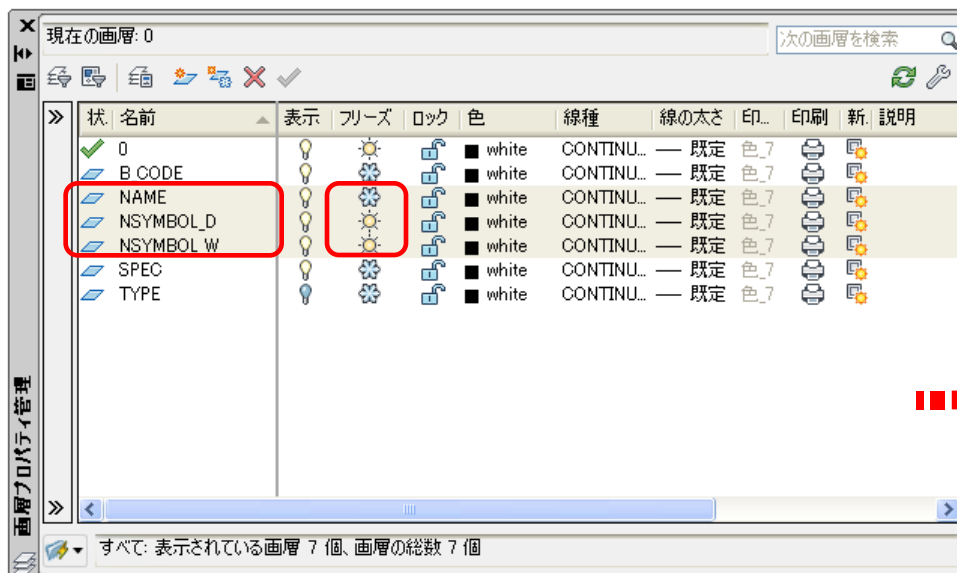 現在の画層: 0
次の画層を検索
状. 名前 表示 フリーズ ロック 色 線種 線の太さ 印... 印刷 新. 説明
0 white CONTINU... 既定 色_7
B CODE white CONTINU... 既定 色_7
NAME white CONTINU... 既定 色_7
NSYMBOL_D white CONTINU... 既定 色_7
NSYMBOL W white CONTINU... 既定 色_7
SPEC white CONTINU... 既定 色_7
TYPE white CONTINU... 既定 色_7
画層プロパティ管理
すべて: 表示されている画層 7 個、画層の総数 7 個